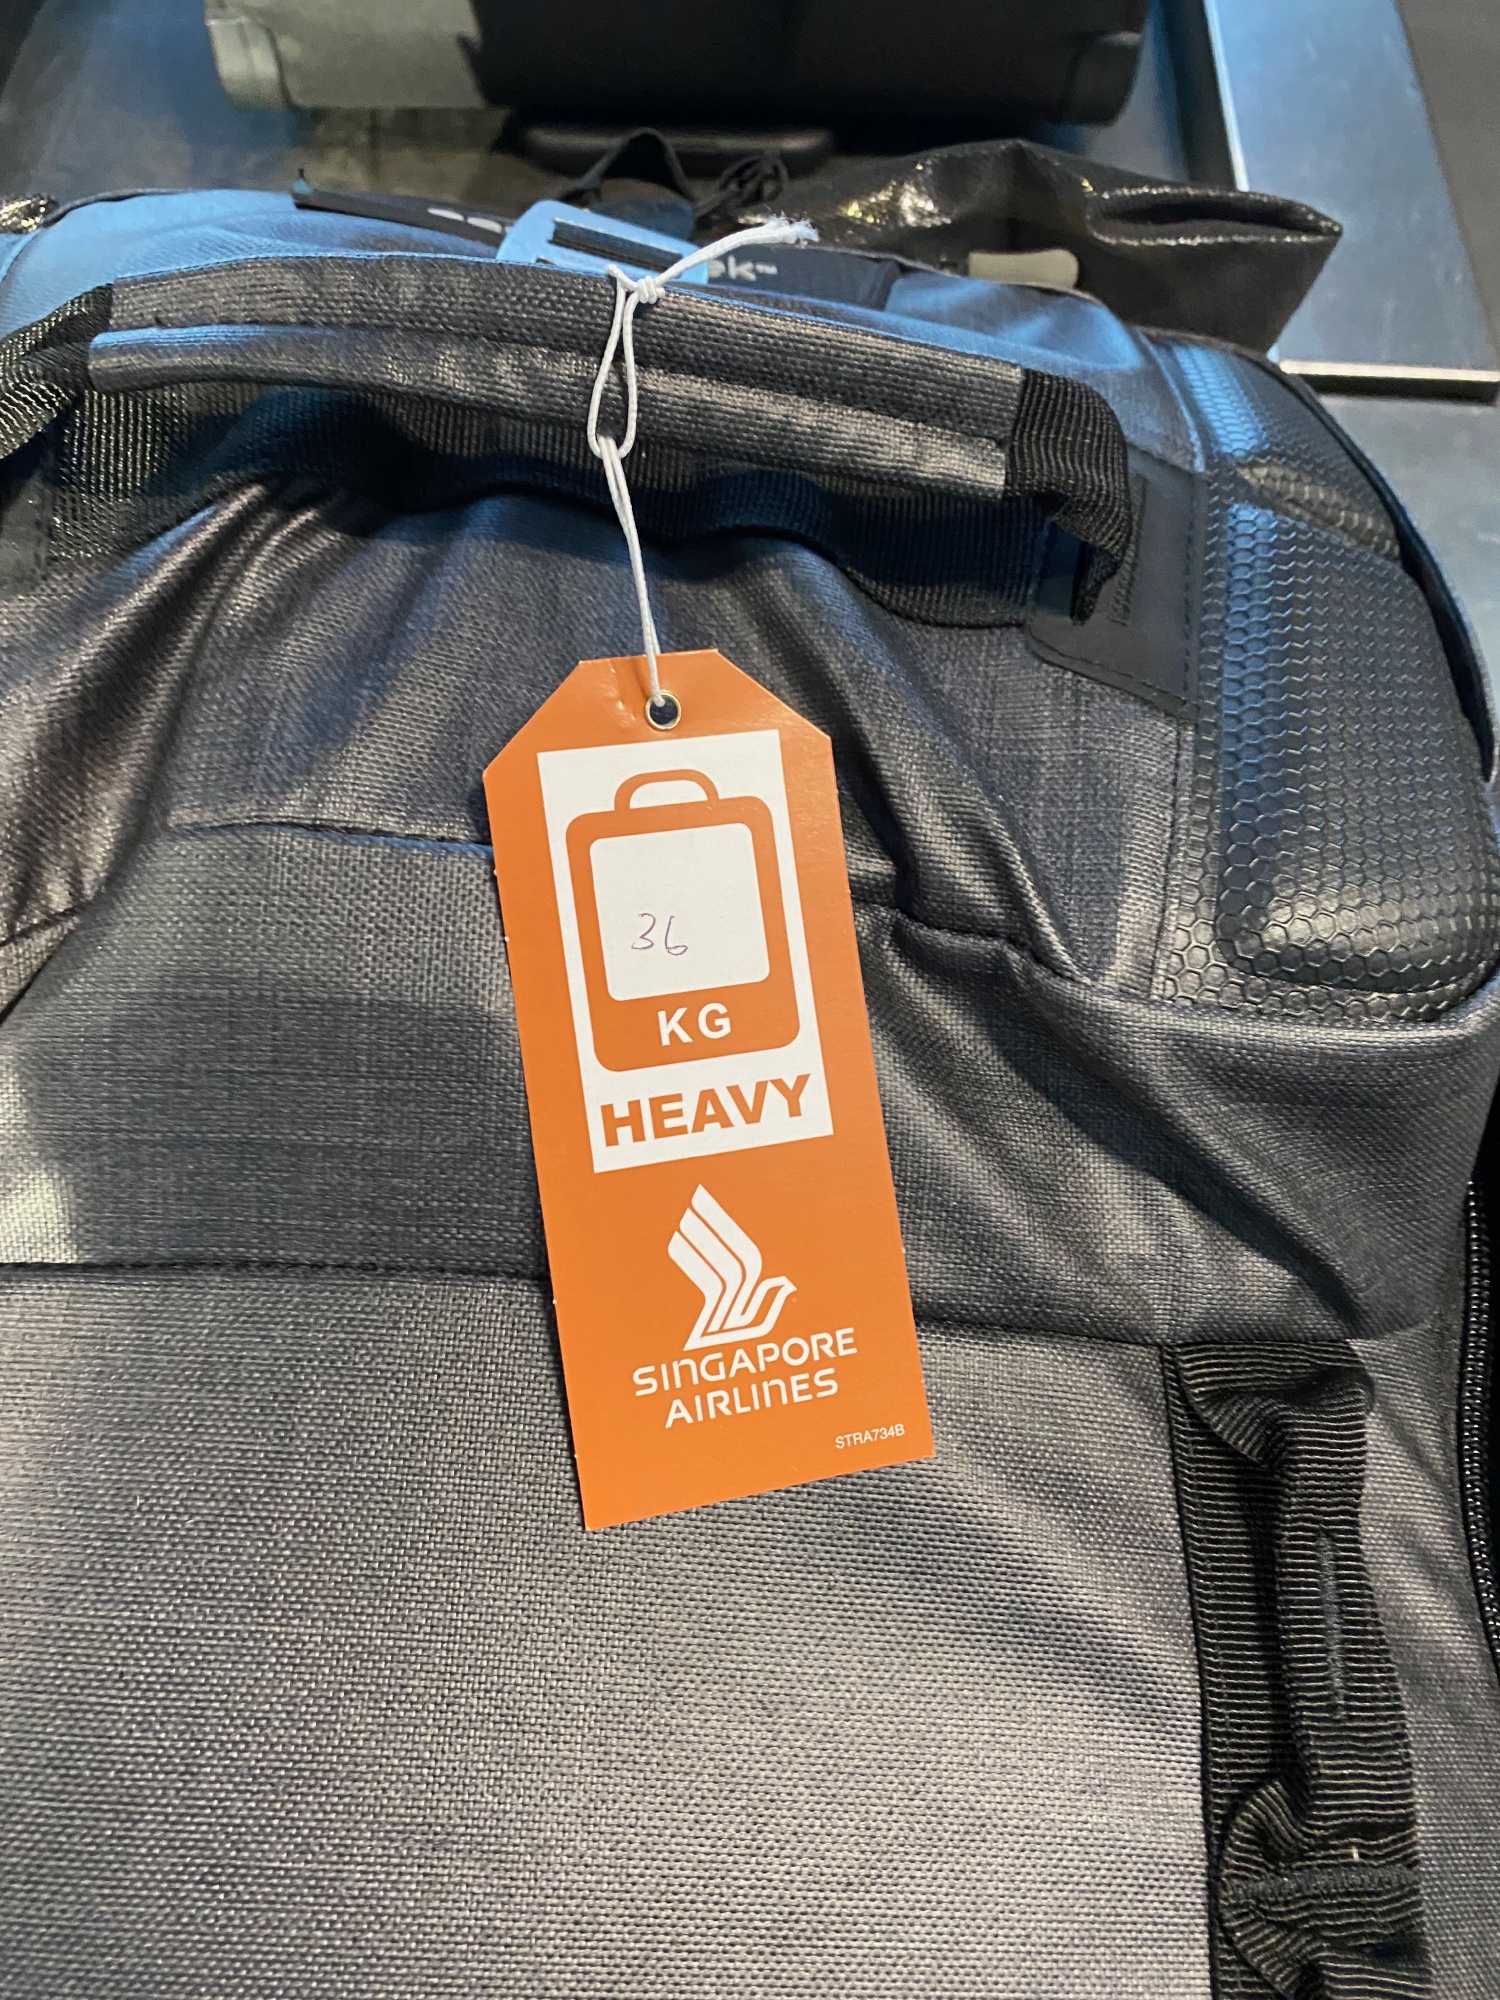 36
KG
HEAVY
SINGAPORE
AIRLINES
STRA734B